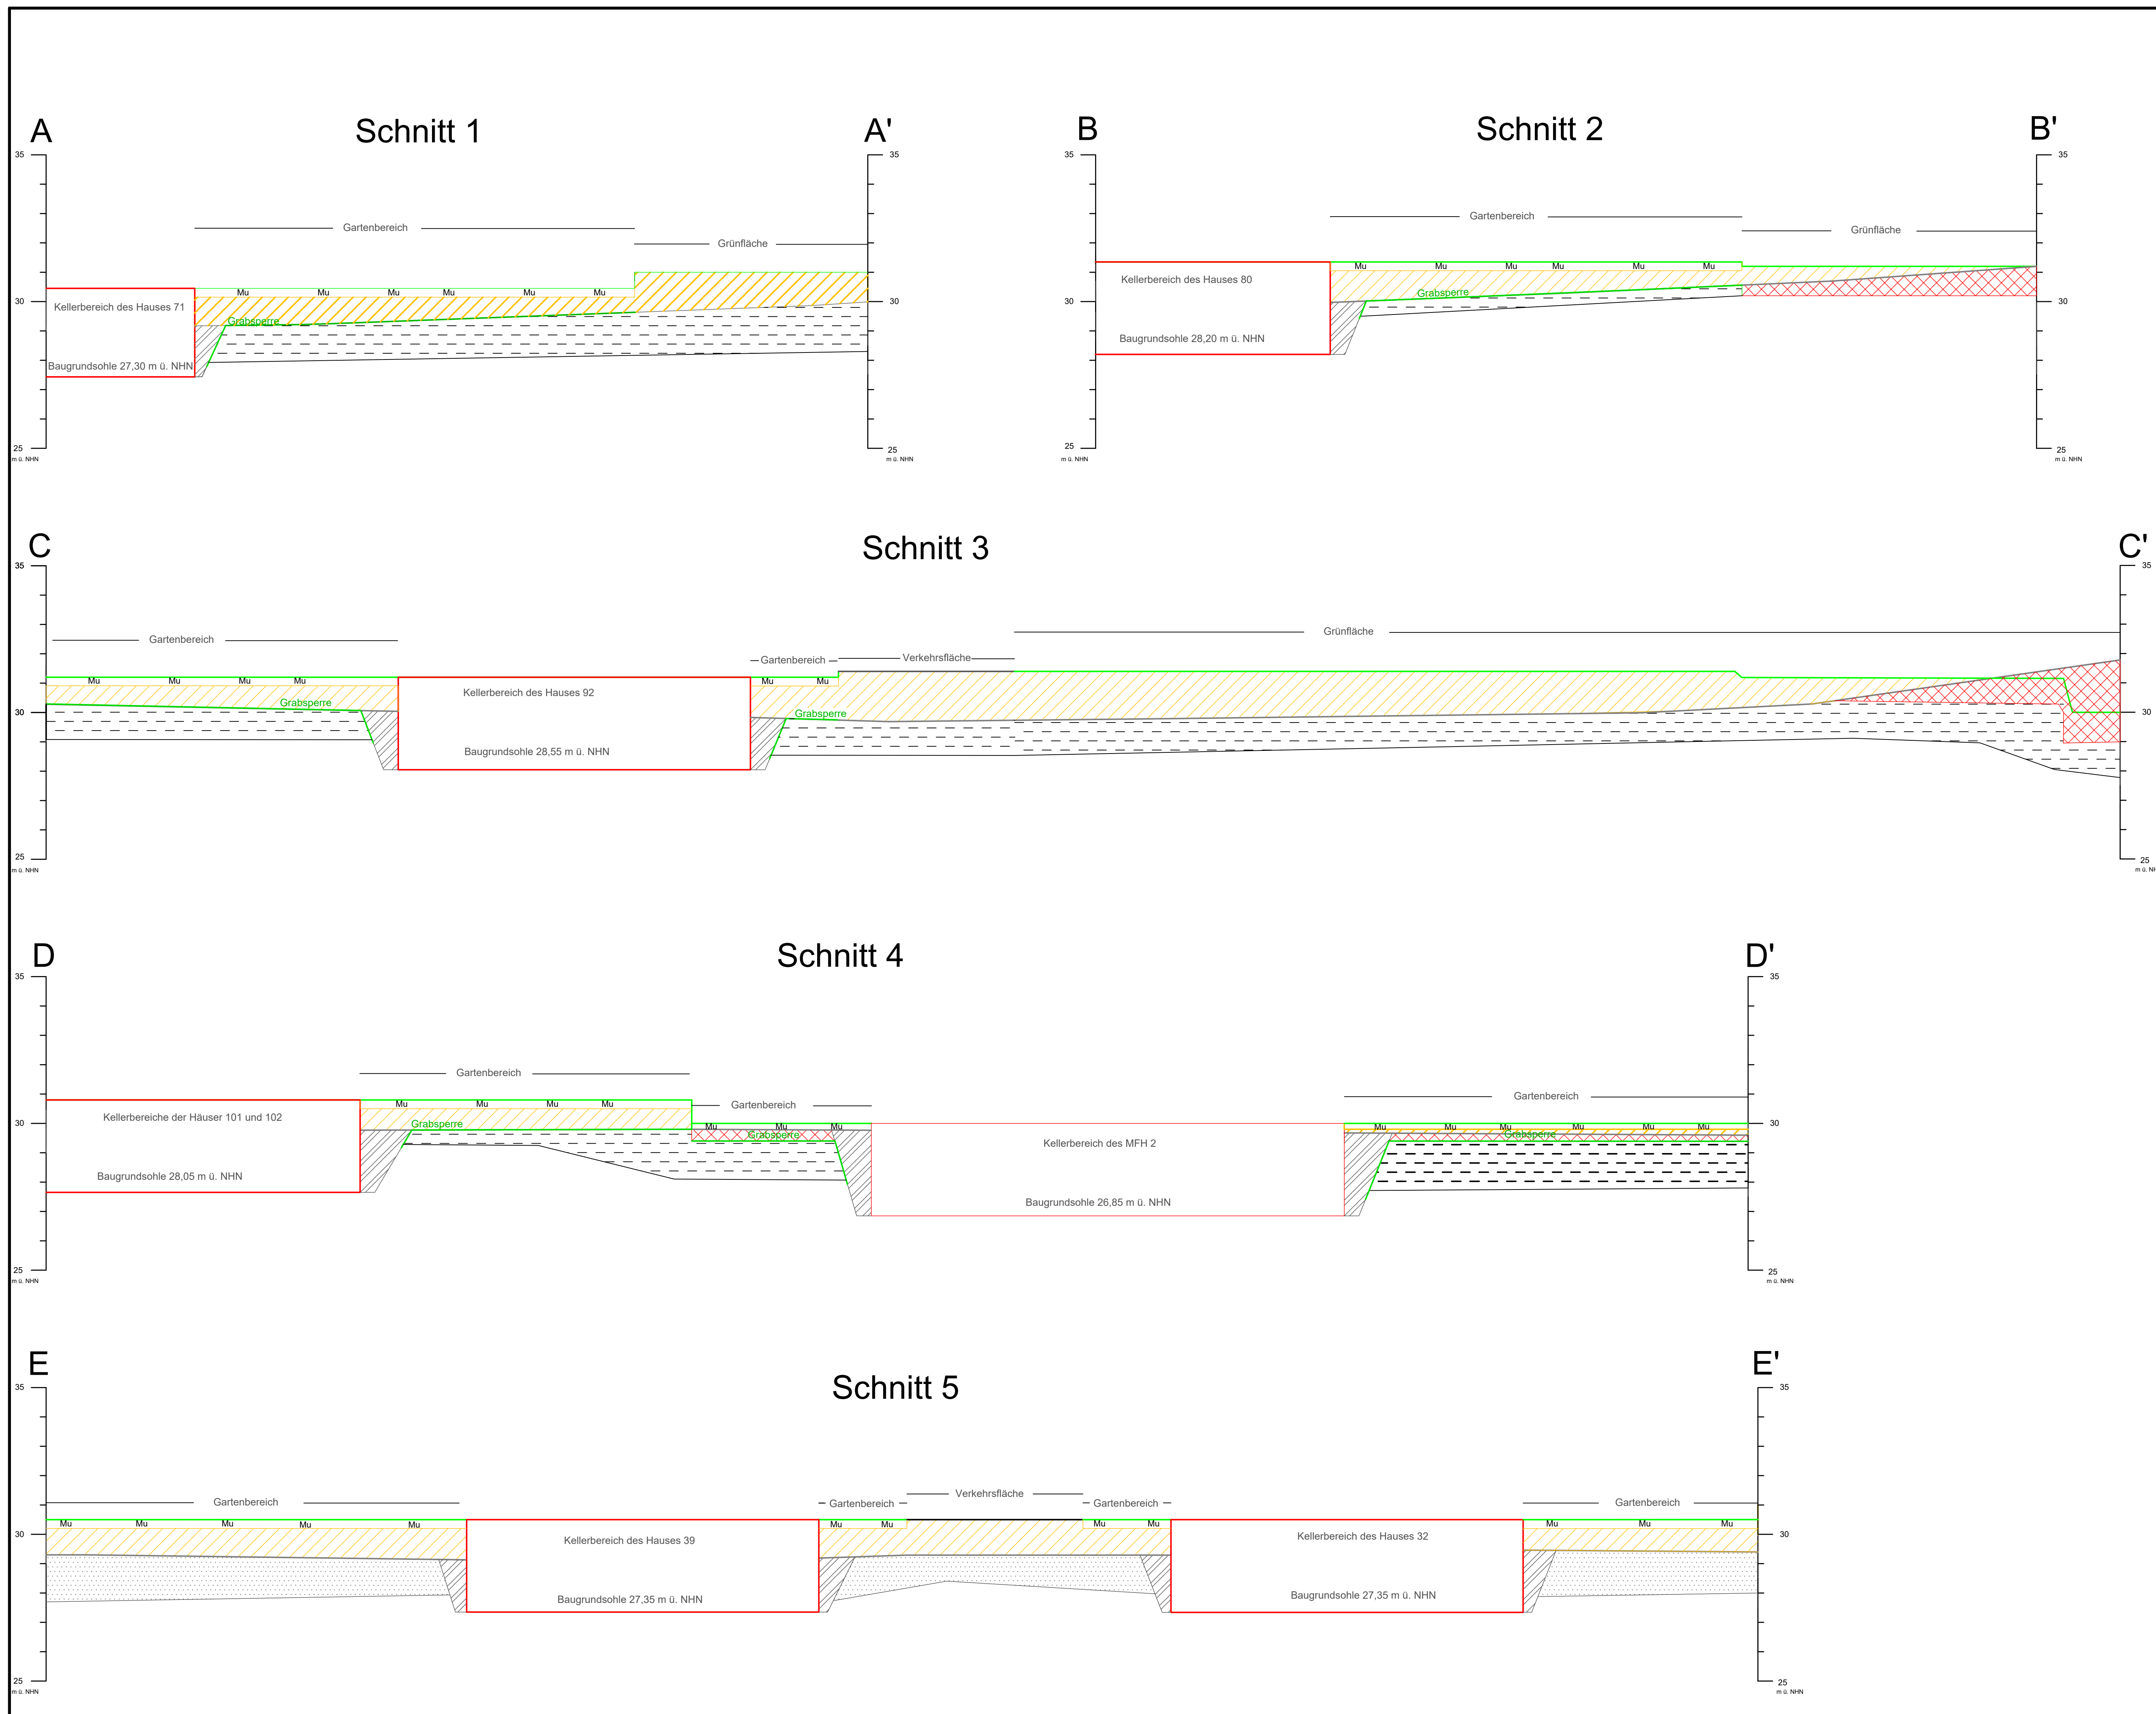 A Schnitt 1 A'
35 35
Gartenbereich
Grünfläche
Mu Mu Mu Mu Mu Mu
30 30
Kellerbereich des Hauses 71
Grabsperre
Baugrundsohle 27,30 m ü. NHN
25 25
m ü. NHN m ü. NHN
B Schnitt 2 B'
35 35
Gartenbereich
Grünfläche
Mu Mu Mu Mu Mu Mu
Kellerbereich des Hauses 80
Grabsperre
30 30
Baugrundsohle 28,20 m ü. NHN
25 25
m ü. NHN m ü. NHN
C Schnitt 3 C'
35 35
Gartenbereich Grünfläche
Gartenbereich Verkehrsfläche
Mu Mu Mu Mu Mu Mu
Kellerbereich des Hauses 92
Grabsperre Grabsperre
30 30
Baugrundsohle 28,55 m ü. NHN
25 25
m ü. NHN m ü. NH
D Schnitt 4 D'
35 35
Gartenbereich
Gartenbereich Gartenbereich
Mu Mu Mu Mu
Kellerbereiche der Häuser 101 und 102
30 Grabsperre Mu Mu Mu Mu Mu Mu Mu Mu Mu 30
Grabsperre Grabsperre
Kellerbereich des MFH 2
Baugrundsohle 28,05 m ü. NHN
Baugrundsohle 26,85 m ü. NHN
25 25
m ü. NHN m ü. NHN
E Schnitt 5 E'
35 35
Verkehrsfläche
Gartenbereich Gartenbereich Gartenbereich Gartenbereich
Mu Mu Mu Mu Mu Mu Mu Mu Mu Mu Mu Mu
30 30
Kellerbereich des Hauses 39 Kellerbereich des Hauses 32
Baugrundsohle 27,35 m ü. NHN Baugrundsohle 27,35 m ü. NHN
25 25
m ü. NHN m ü. NHN